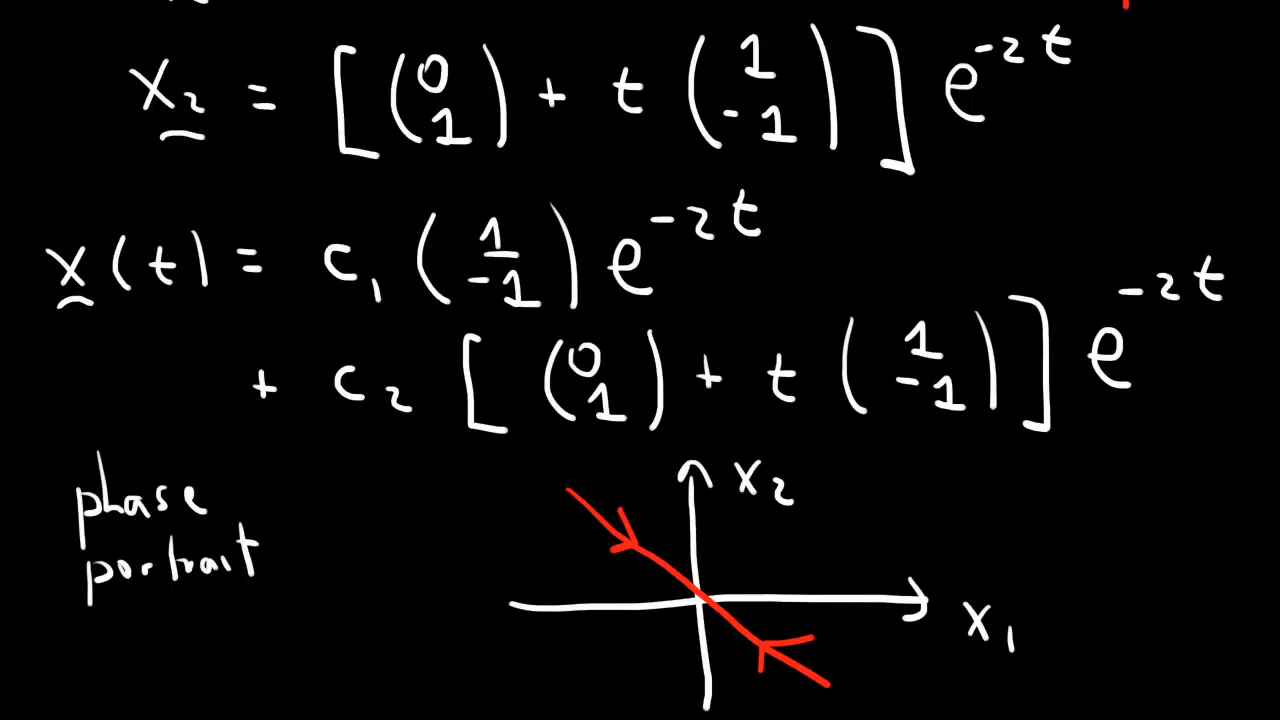 x₂ = [ (0 1) + t (1 -1) ] e^{-2t}
x(t) = c₁ (1 -1) e^{-2t}
+ c₂ [ (0 1) + t (1 -1) ] e^{-2t}
phase
portrait
x₂
x₁